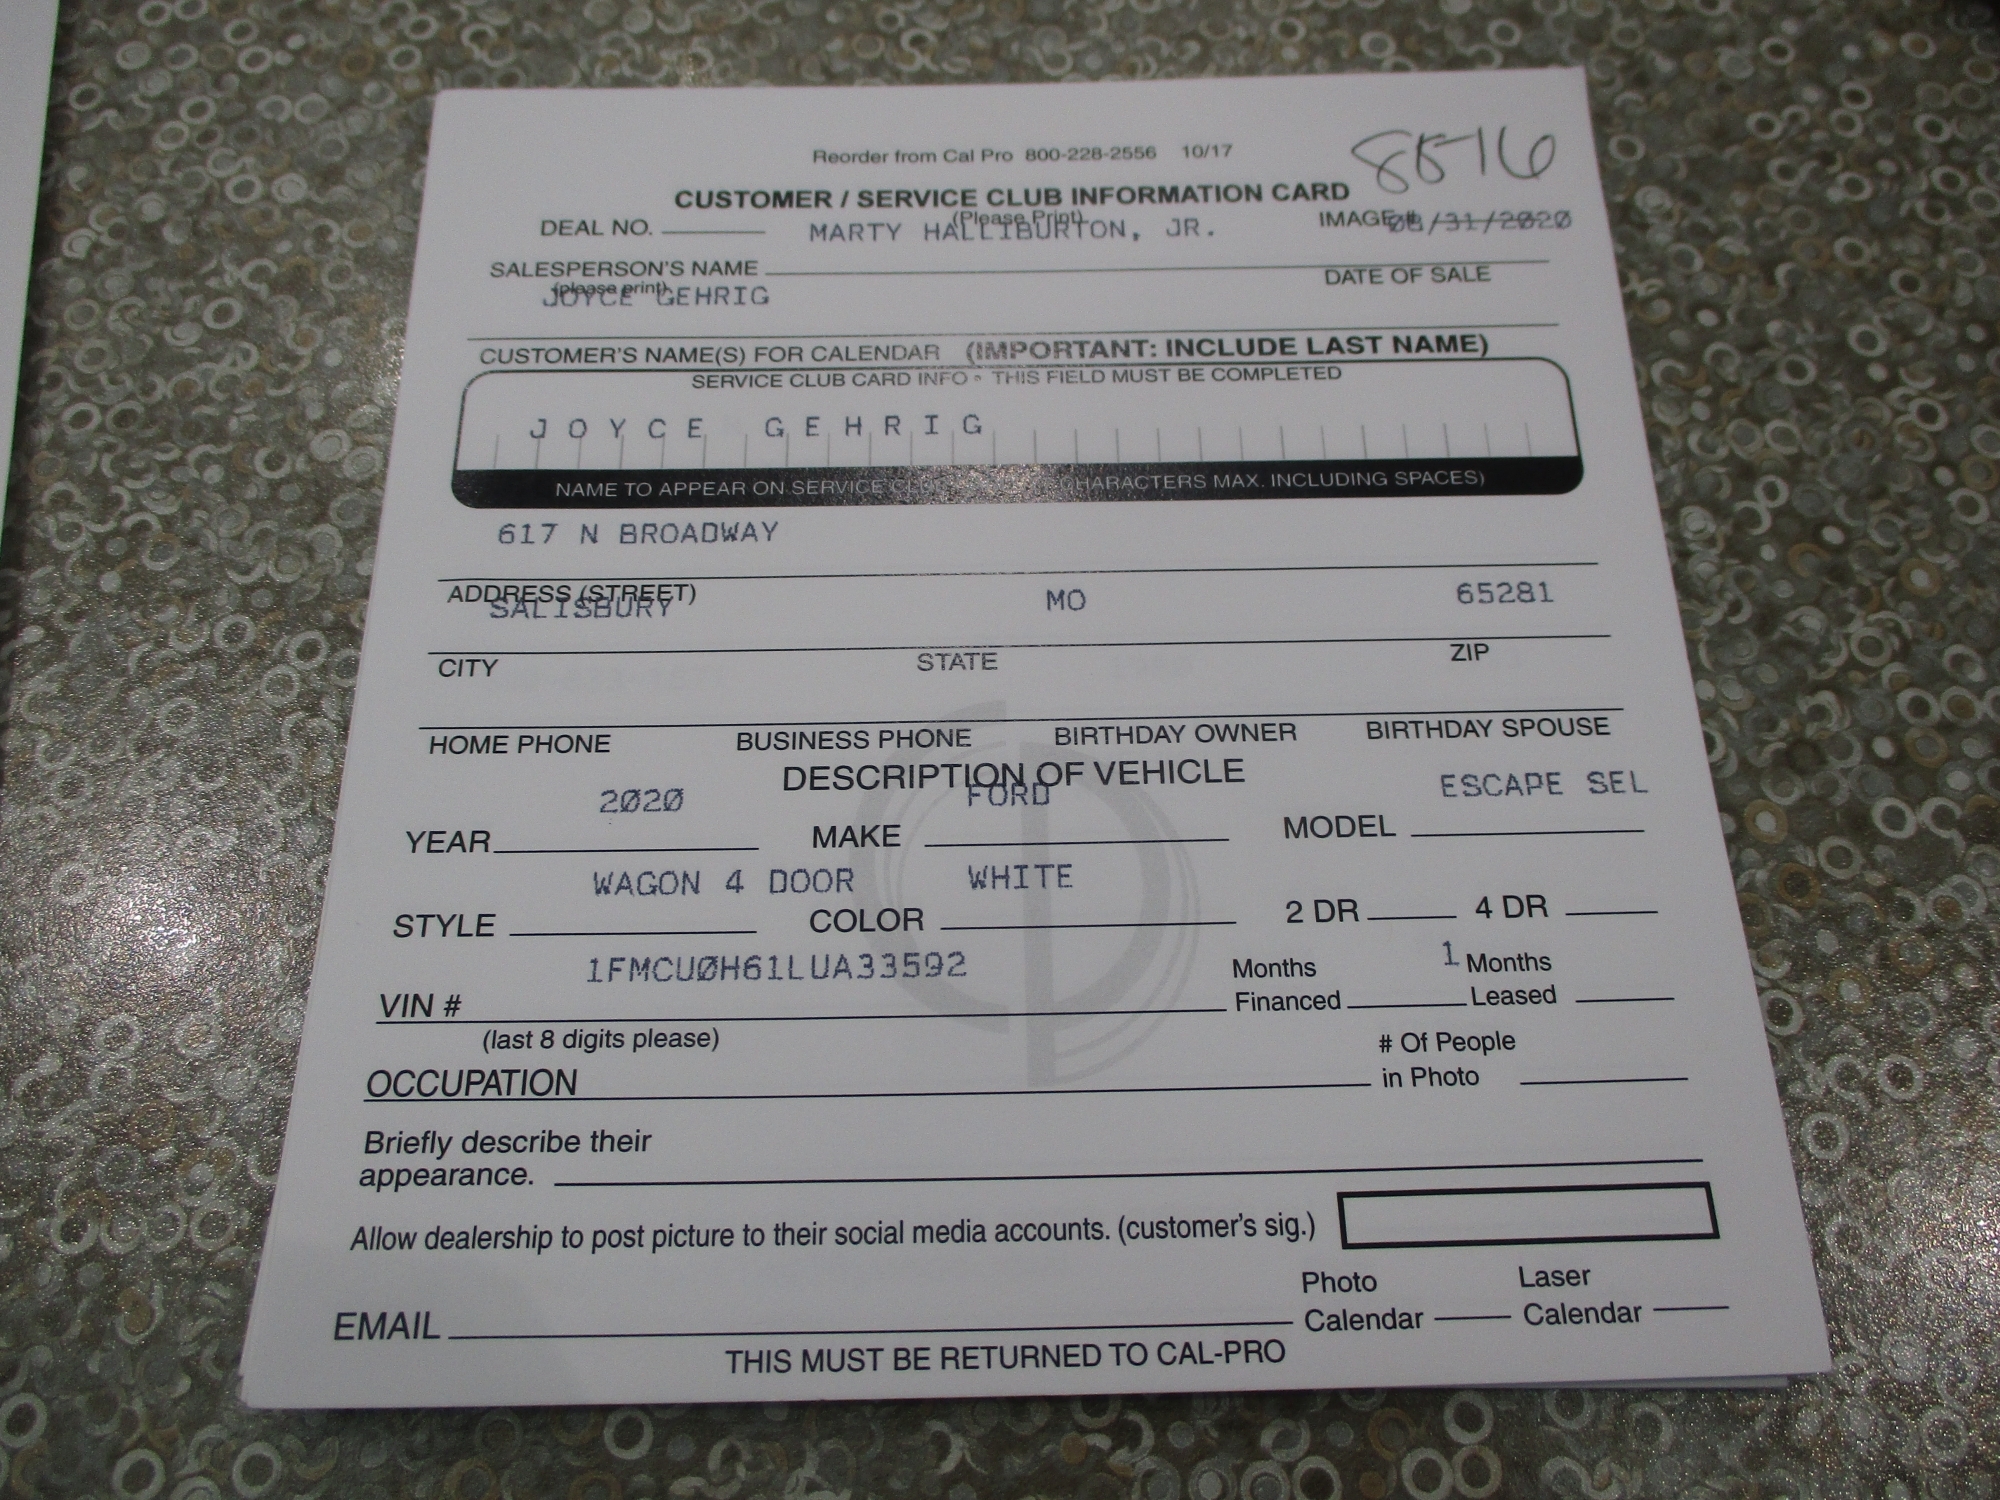 Reorder from Cal Pro 800-228-2556 10/17
CUSTOMER / SERVICE CLUB INFORMATION CARD
(Please Print)
DEAL NO. MARTY HALLIBURTON, JR. IMAGE# 08/31/2020
SALESPERSON'S NAME DATE OF SALE
(please print)
JOYCE GEHRIG
CUSTOMER'S NAME(S) FOR CALENDAR (IMPORTANT: INCLUDE LAST NAME)
SERVICE CLUB CARD INFO • THIS FIELD MUST BE COMPLETED
JOYCE GEHRIG
NAME TO APPEAR ON SERVICE CHARACTERS MAX. INCLUDING SPACES)
617 N BROADWAY
ADDRESS (STREET)
SALISBURY MO 65281
CITY STATE ZIP
HOME PHONE BUSINESS PHONE BIRTHDAY OWNER BIRTHDAY SPOUSE
DESCRIPTION OF VEHICLE
2020 FORD ESCAPE SEL
YEAR MAKE MODEL
WAGON 4 DOOR WHITE
STYLE COLOR 2 DR 4 DR
1FMCU0H61LUA33592 Months 1 Months
VIN # Financed Leased
(last 8 digits please) # Of People
OCCUPATION in Photo
Briefly describe their
appearance.
Allow dealership to post picture to their social media accounts. (customer's sig.)
Photo Laser
EMAIL Calendar Calendar
THIS MUST BE RETURNED TO CAL-PRO